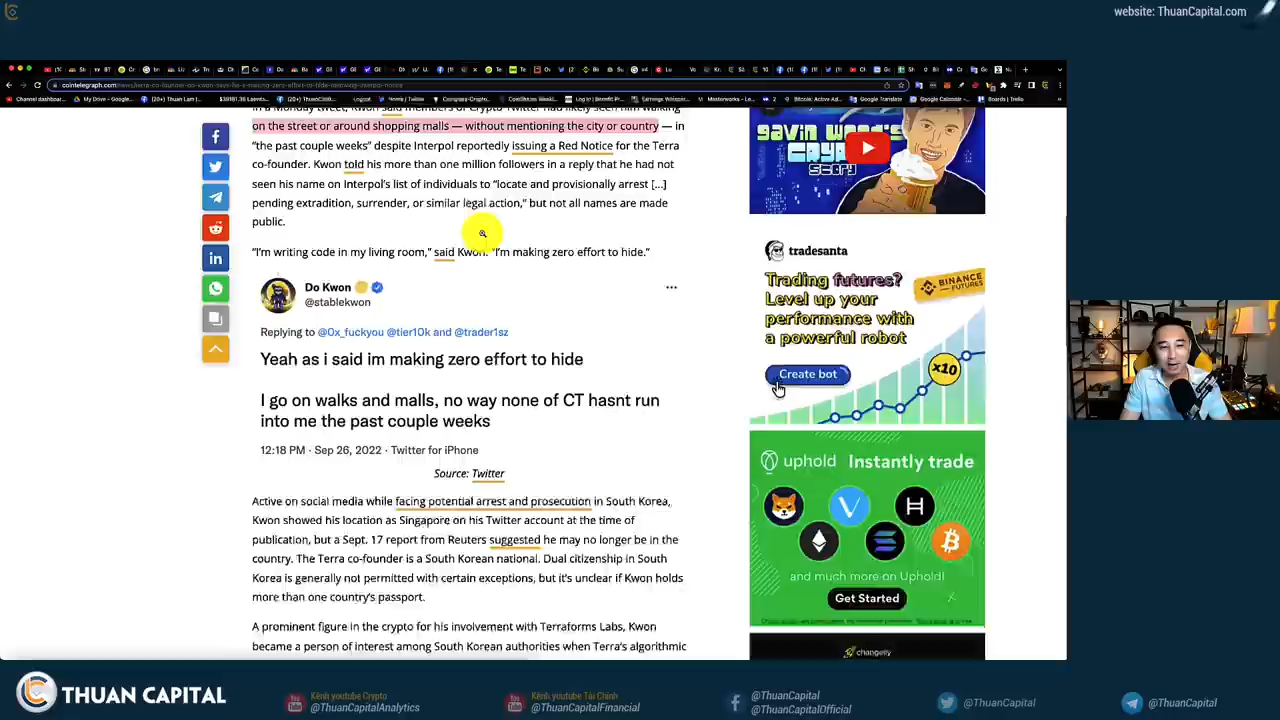 website: ThuanCapital.com
cointelegraph.com
on the street or around shopping malls — without mentioning the city or country — in
“the past couple weeks” despite Interpol reportedly issuing a Red Notice for the Terra
co-founder. Kwon told his more than one million followers in a reply that he had not
seen his name on Interpol’s list of individuals to “locate and provisionally arrest […]
pending extradition, surrender, or similar legal action,” but not all names are made
public.
“I’m writing code in my living room,” said Kwon. “I’m making zero effort to hide.”
Do Kwon
@stablekwon
Replying to @0x_fuckyou @tier10k and @trader1sz
Yeah as i said im making zero effort to hide
I go on walks and malls, no way none of CT hasnt run
into me the past couple weeks
12:18 PM · Sep 26, 2022 · Twitter for iPhone
Source: Twitter
Active on social media while facing potential arrest and prosecution in South Korea,
Kwon showed his location as Singapore on his Twitter account at the time of
publication, but a Sept. 17 report from Reuters suggested he may no longer be in the
country. The Terra co-founder is a South Korean national. Dual citizenship in South
Korea is generally not permitted with certain exceptions, but it’s unclear if Kwon holds
more than one country’s passport.
A prominent figure in the crypto for his involvement with Terraforms Labs, Kwon
became a person of interest among South Korean authorities when Terra’s algorithmic
gavin wood's
crypto
story
tradesanta
Trading futures?
Level up your
performance with
a powerful robot
BINANCE
FUTURES
Create bot
x10
uphold Instantly trade
and much more on Uphold!
Get Started
changelly
THUAN CAPITAL
Kênh youtube Crypto
@ThuanCapitalAnalytics
Kênh youtube Tài Chính
@ThuanCapitalFinancial
@ThuanCapital
@ThuanCapitalOfficial
@ThuanCapital
@ThuanCapital